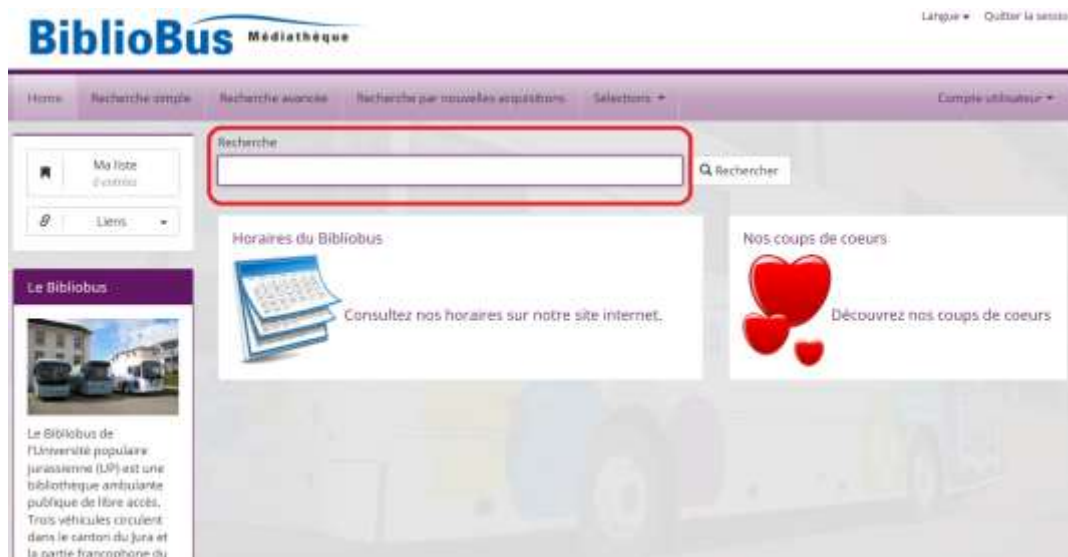 BiblioBus Médiathèque
Langue Quitter la sessio
Home Recherche simple Recherche avancée Recherche par nouvelles acquisitions Sélections Compte utilisateur
Ma liste
0 entrées
Liens
Recherche
Rechercher
Horaires du Bibliobus
Consultez nos horaires sur notre site internet.
Nos coups de coeurs
Découvrez nos coups de coeurs
Le Bibliobus
Le Bibliobus de
l'Université populaire
jurassienne (UP) est une
bibliothèque ambulante
publique de libre accès.
Trois véhicules circulent
dans le canton du Jura et
la partie francophone du